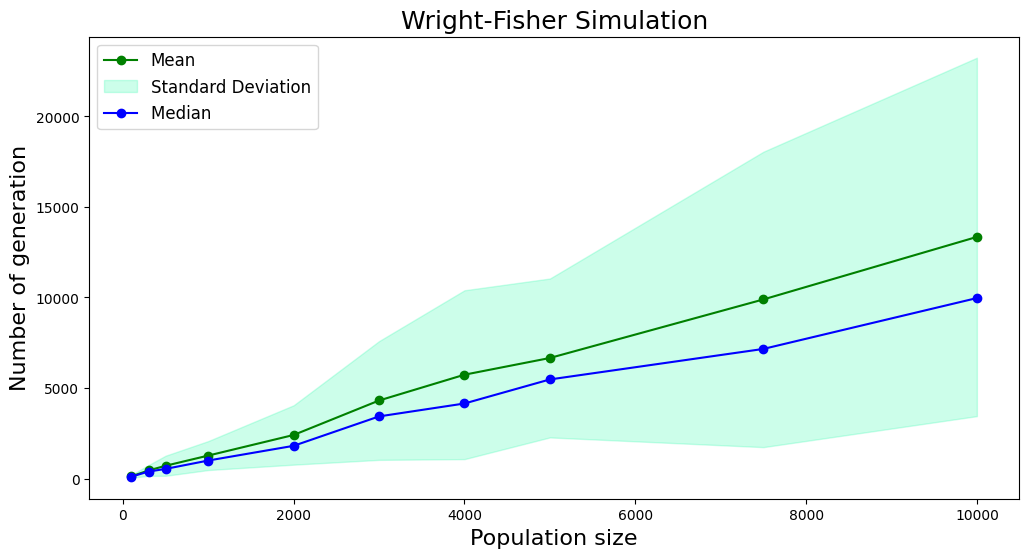 Wright-Fisher Simulation
Mean
Standard Deviation
Median
Number of generation
20000
15000
10000
5000
0
0 2000 4000 6000 8000 10000
Population size